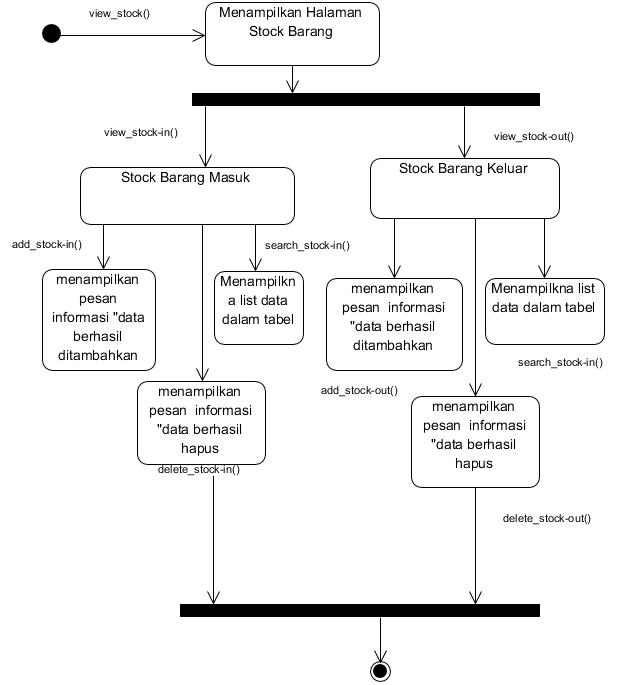 view_stock()
Menampilkan Halaman
Stock Barang
view_stock-in()
view_stock-out()
Stock Barang Masuk
Stock Barang Keluar
add_stock-in()
search_stock-in()
menampilkan
pesan
informasi "data
berhasil
ditambahkan
Menampilkn
a list data
dalam tabel
menampilkan
pesan informasi
"data berhasil
ditambahkan
Menampilkna list
data dalam tabel
search_stock-in()
add_stock-out()
menampilkan
pesan informasi
"data berhasil
hapus
delete_stock-in()
menampilkan
pesan informasi
"data berhasil
hapus
delete_stock-out()